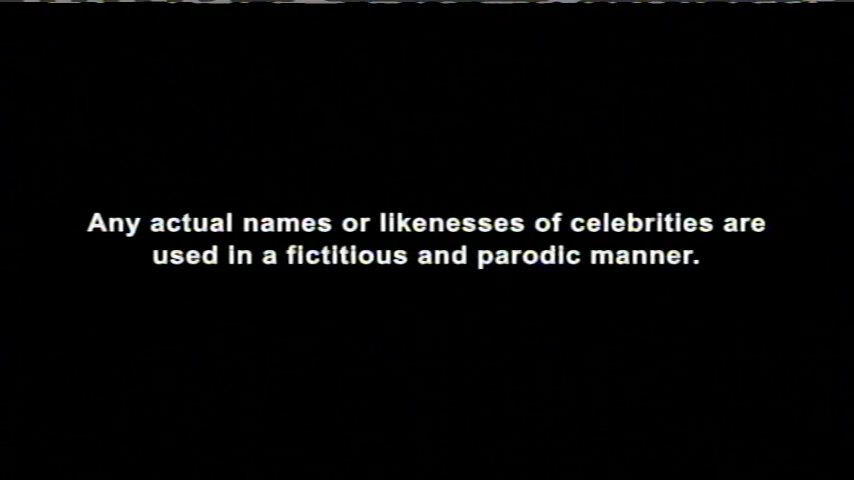 Any actual names or likenesses of celebrities are
used in a fictitious and parodic manner.